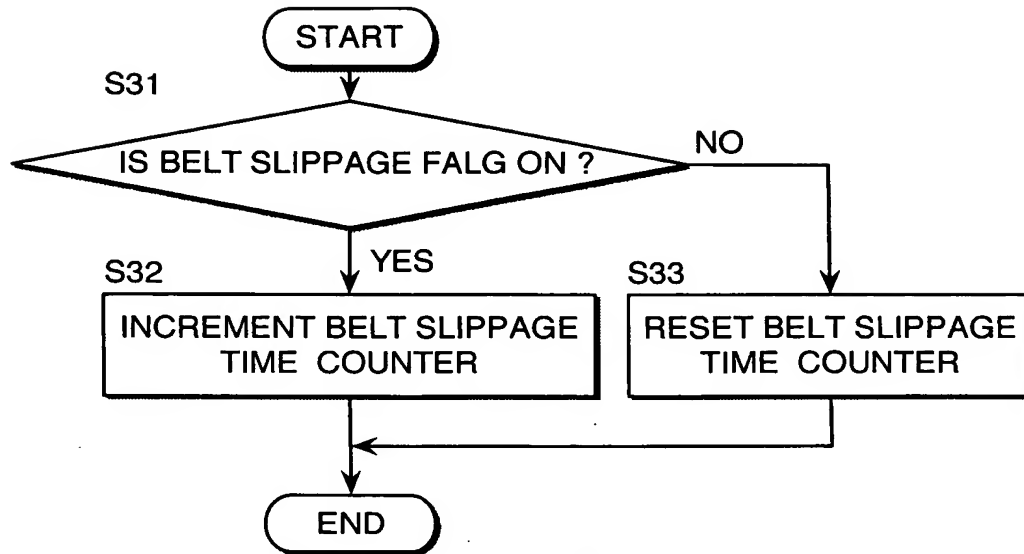 START
S31
IS BELT SLIPPAGE FALG ON ?
NO
YES
S32
INCREMENT BELT SLIPPAGE
TIME COUNTER
S33
RESET BELT SLIPPAGE
TIME COUNTER
END